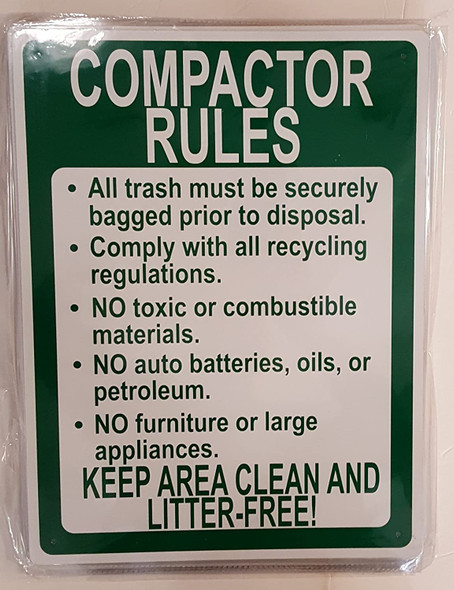 COMPACTOR
RULES
• All trash must be securely
bagged prior to disposal.
• Comply with all recycling
regulations.
• NO toxic or combustible
materials.
• NO auto batteries, oils, or
petroleum.
• NO furniture or large
appliances.
KEEP AREA CLEAN AND
LITTER-FREE!